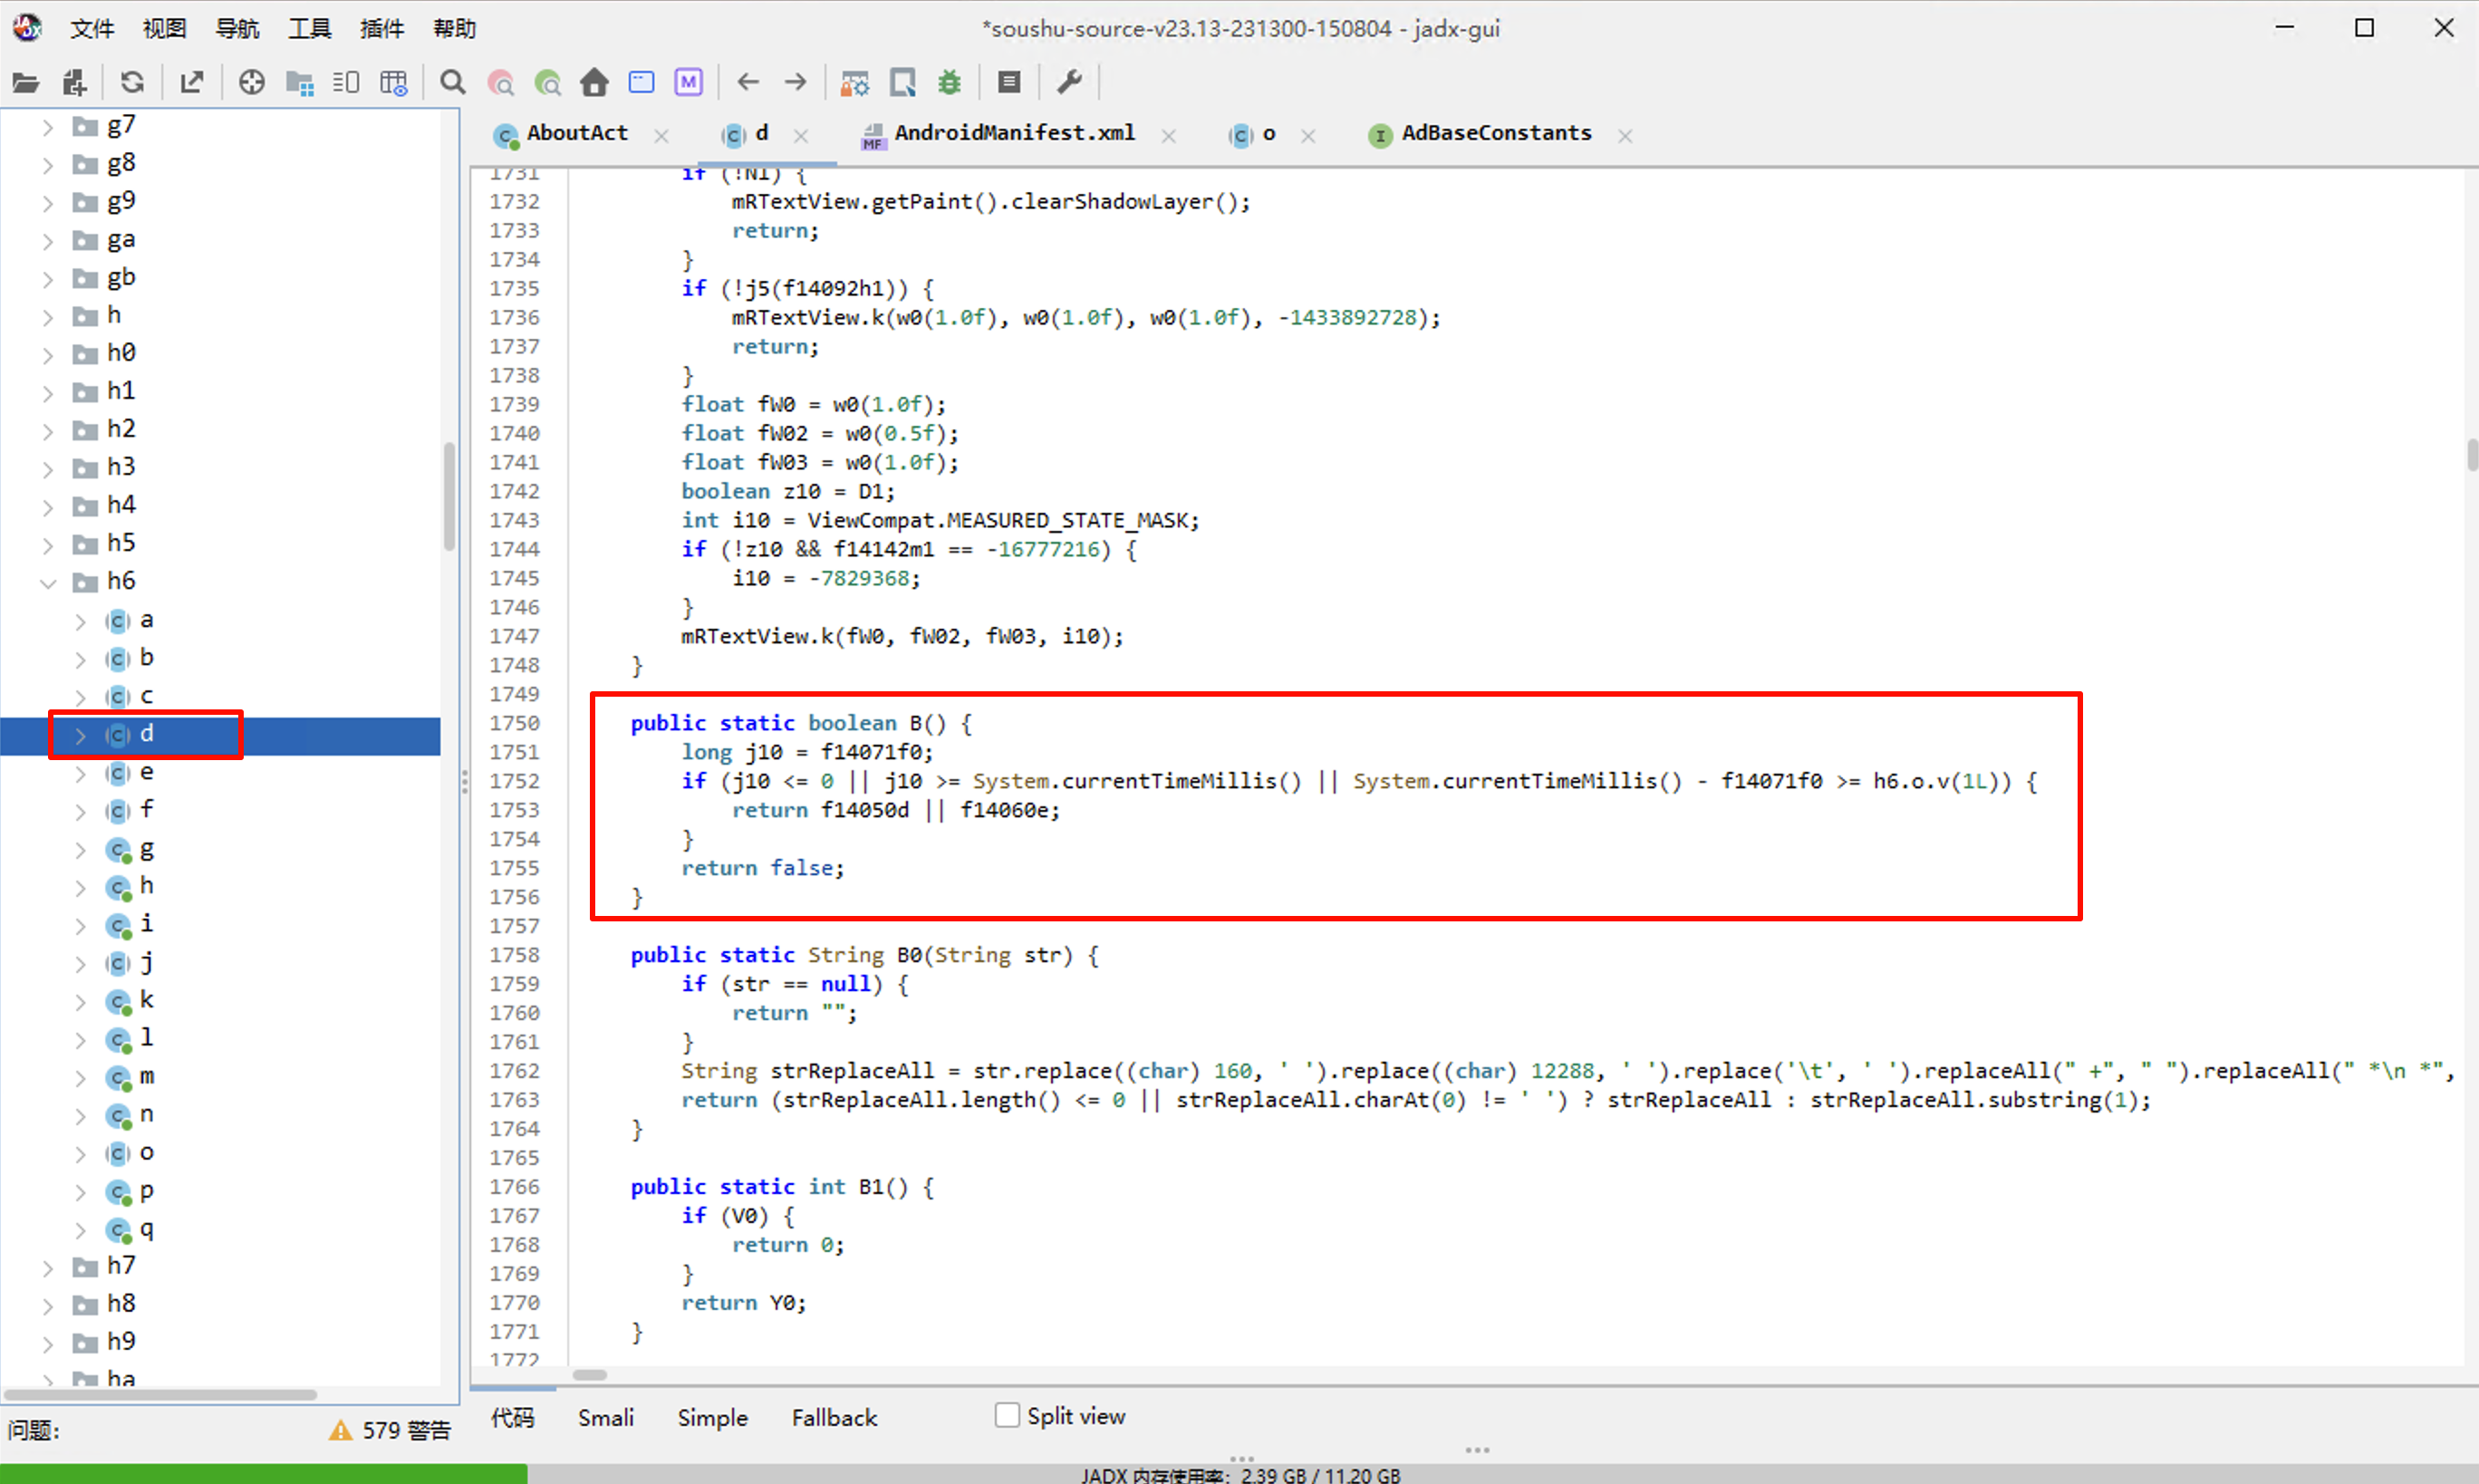 文件 视图 导航 工具 插件 帮助
*soushu-source-v23.13-231300-150804 - jadx-gui
g7
g8
g9
ga
gb
h
h0
h1
h2
h3
h4
h5
h6
a
b
c
d
e
f
g
h
i
j
k
l
m
n
o
p
q
h7
h8
h9
ha
问题: 579 警告
AboutAct d AndroidManifest.xml o AdBaseConstants
1731 if (!N1) {
1732 mRTextView.getPaint().clearShadowLayer();
1733 return;
1734 }
1735 if (!j5(f14092h1)) {
1736 mRTextView.k(w0(1.0f), w0(1.0f), w0(1.0f), -1433892728);
1737 return;
1738 }
1739 float fW0 = w0(1.0f);
1740 float fW02 = w0(0.5f);
1741 float fW03 = w0(1.0f);
1742 boolean z10 = D1;
1743 int i10 = ViewCompat.MEASURED_STATE_MASK;
1744 if (!z10 && f14142m1 == -16777216) {
1745 i10 = -7829368;
1746 }
1747 mRTextView.k(fW0, fW02, fW03, i10);
1748 }
1749
1750 public static boolean B() {
1751 long j10 = f14071f0;
1752 if (j10 <= 0 || j10 >= System.currentTimeMillis() || System.currentTimeMillis() - f14071f0 >= h6.o.v(1L)) {
1753 return f14050d || f14060e;
1754 }
1755 return false;
1756 }
1757
1758 public static String B0(String str) {
1759 if (str == null) {
1760 return "";
1761 }
1762 String strReplaceAll = str.replace((char) 160, ' ').replace((char) 12288, ' ').replace('\t', ' ').replaceAll(" +", " ").replaceAll(" *\n *",
1763 return (strReplaceAll.length() <= 0 || strReplaceAll.charAt(0) != ' ') ? strReplaceAll : strReplaceAll.substring(1);
1764 }
1765
1766 public static int B1() {
1767 if (V0) {
1768 return 0;
1769 }
1770 return Y0;
1771 }
1772
代码 Smali Simple Fallback Split view
JADX 内存使用率: 2.39 GB / 11.20 GB